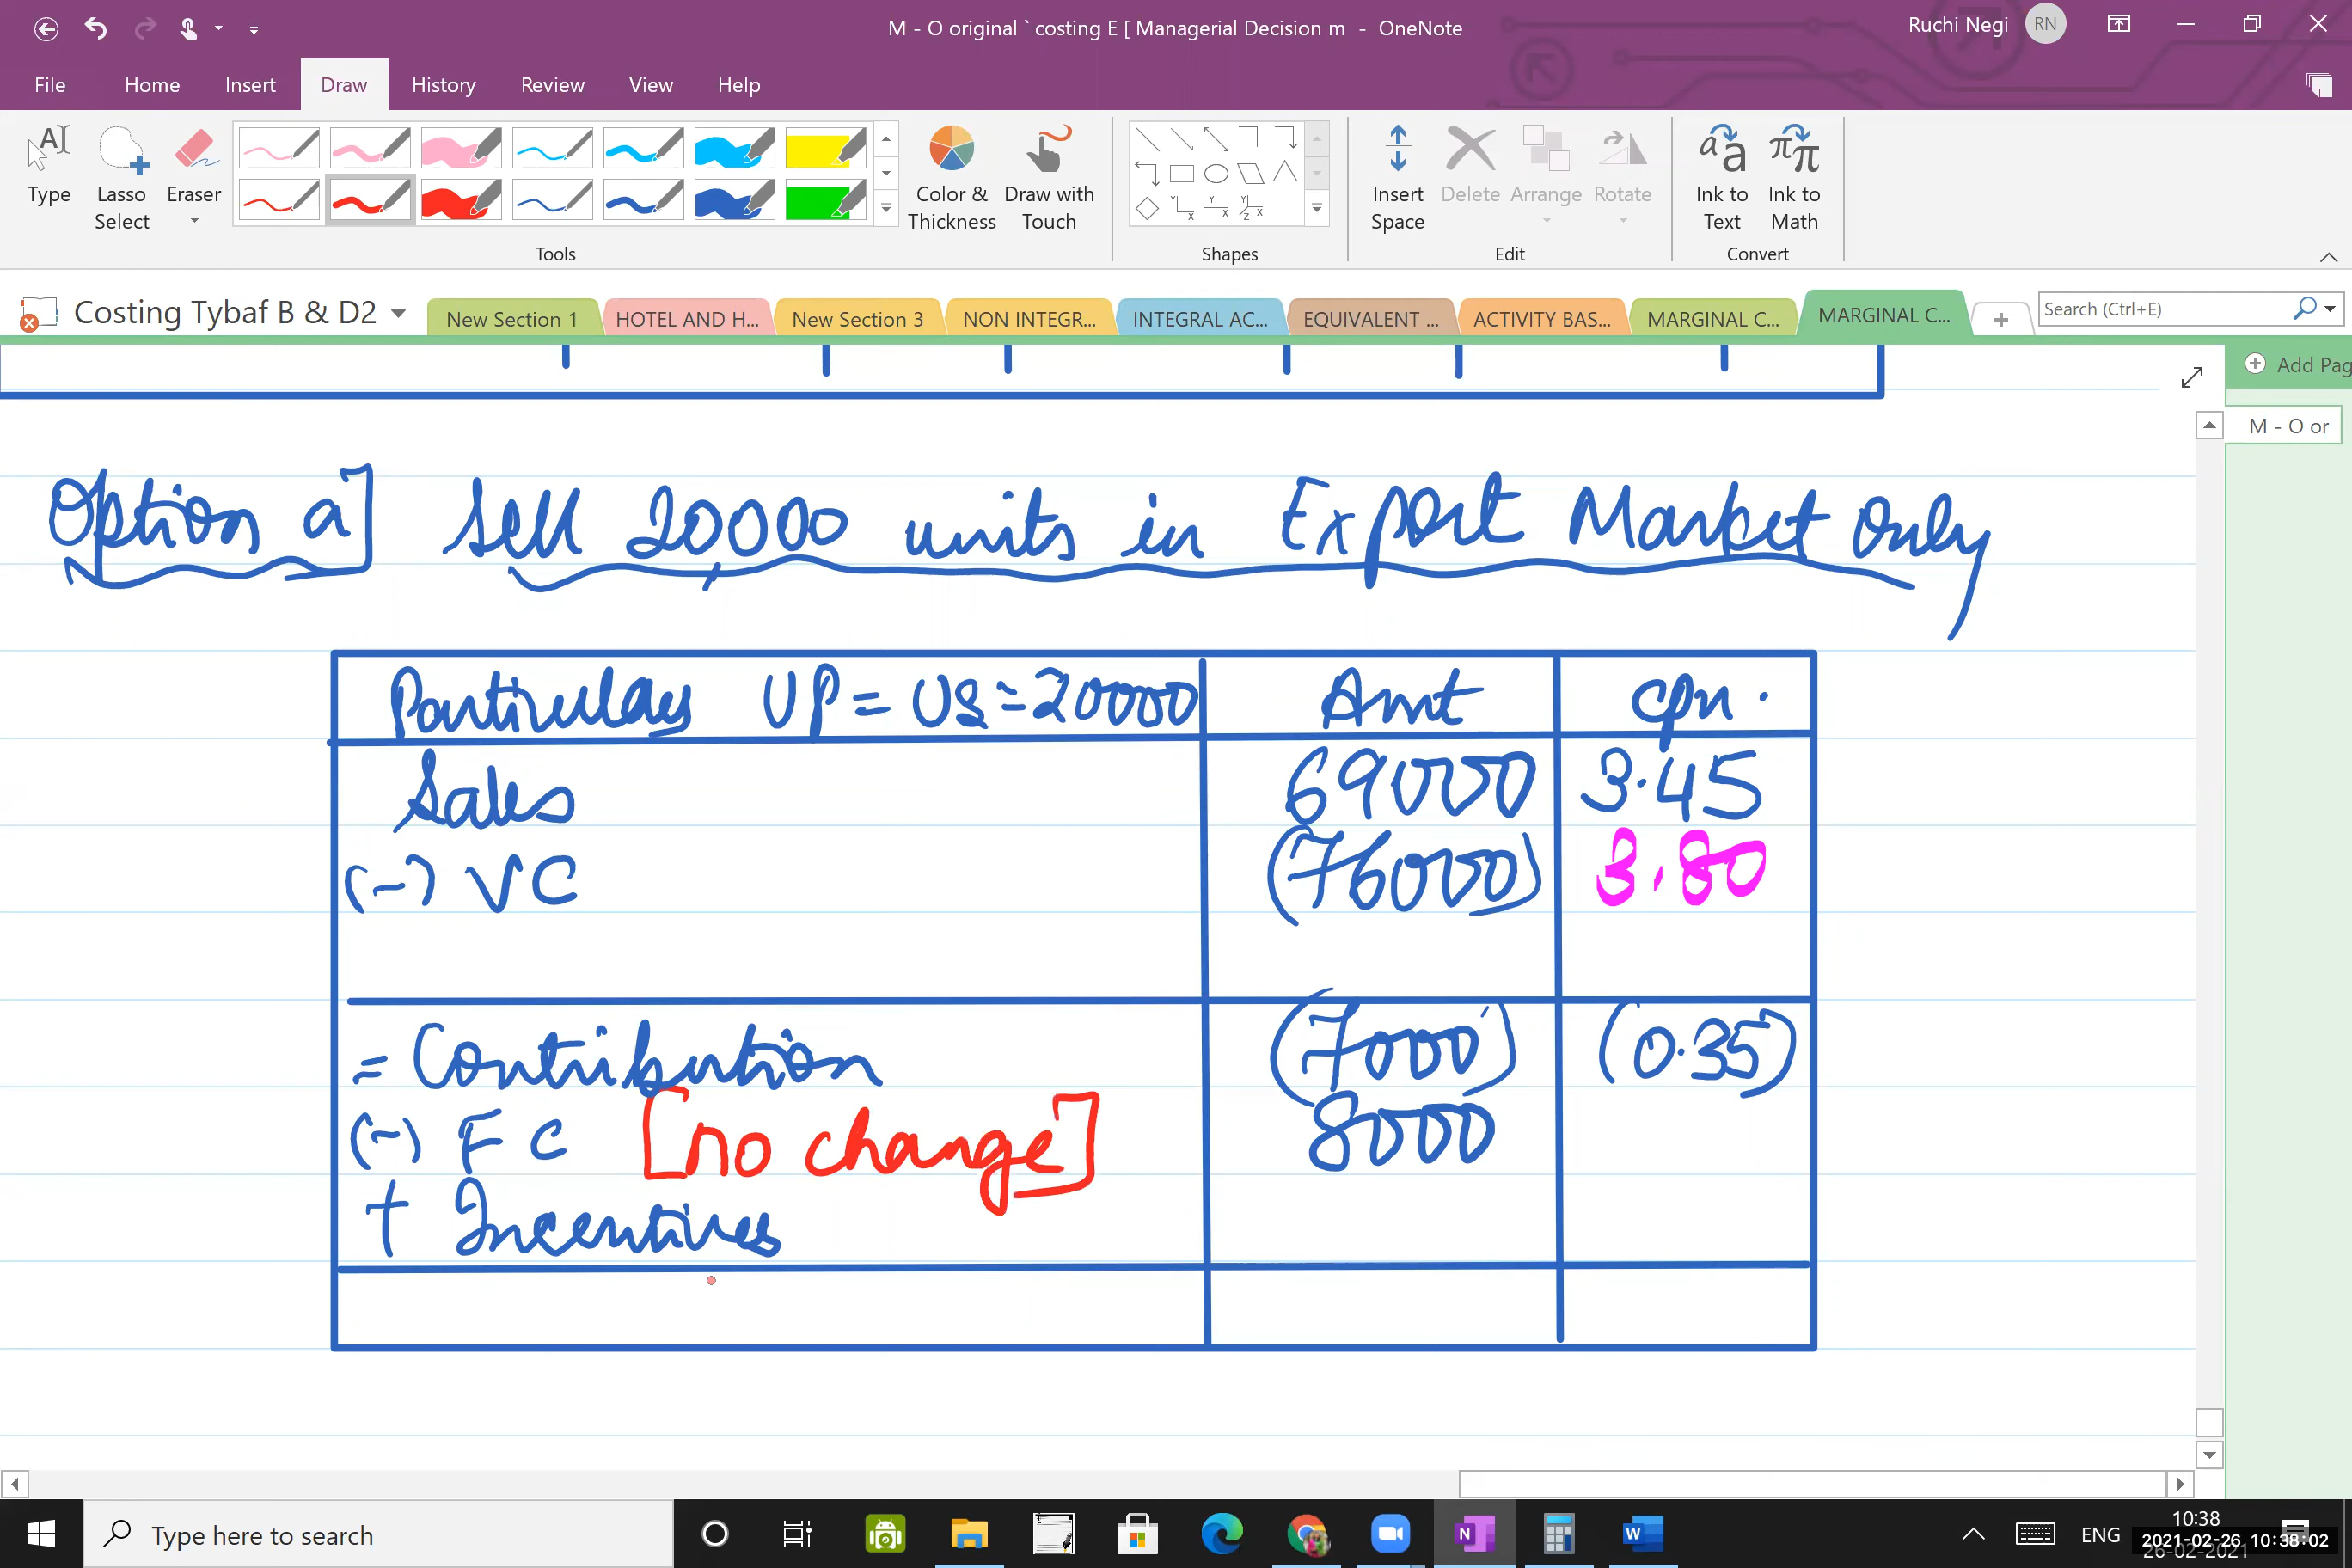 M - O original ` costing E [ Managerial Decision m - OneNote
Ruchi Negi RN
File Home Insert Draw History Review View Help
Type
Lasso Select
Eraser
Color & Thickness
Draw with Touch
Insert Space
Delete
Arrange
Rotate
Ink to Text
Ink to Math
Tools Shapes Edit Convert
Costing Tybaf B & D2
New Section 1 HOTEL AND H... New Section 3 NON INTEGR... INTEGRAL AC... EQUIVALENT ... ACTIVITY BAS... MARGINAL C... MARGINAL C... Search (Ctrl+E)
Add Pag
M - O or
Option a] Sell 20000 units in Export Market Only
Particulars UP = US = 20000 Amt cpu.
Sales 69000 3.45
(-) VC (76000) 3.80
= Contribution (7000) (0.35)
(-) FC [no change] 8000
+ Incentives
Type here to search
ENG
10:38
26-02-2021
2021-02-26 10:38:02